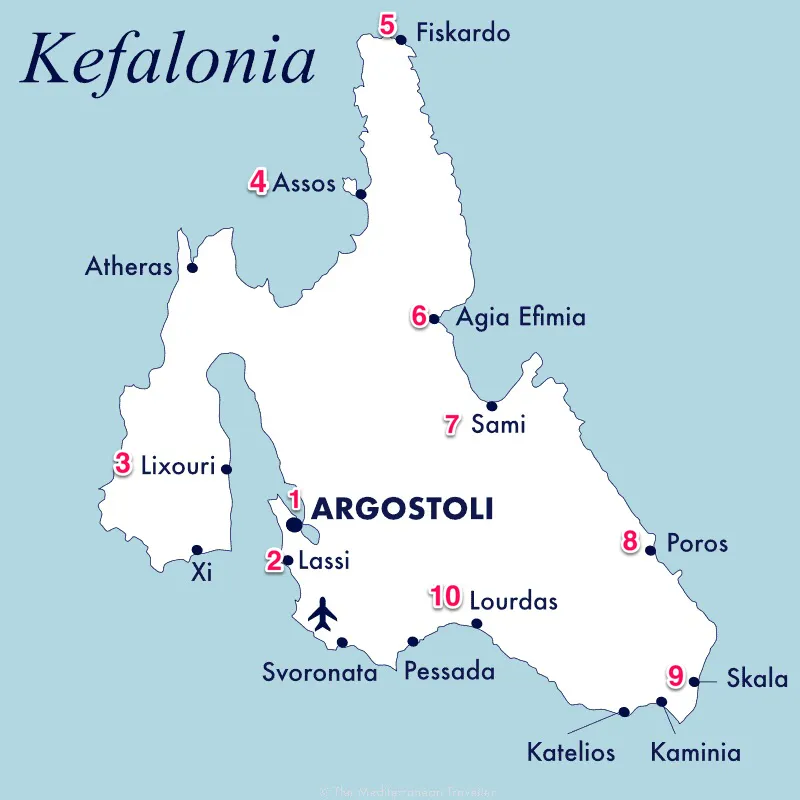 Kefalonia
5 Fiskardo
4 Assos
Atheras
6 Agia Efimia
7 Sami
3 Lixouri
1 ARGOSTOLI
8 Poros
2 Lassi
Xi
10 Lourdas
Svoronata
Pessada
9 Skala
Katelios
Kaminia
© The Mediterranean Traveller